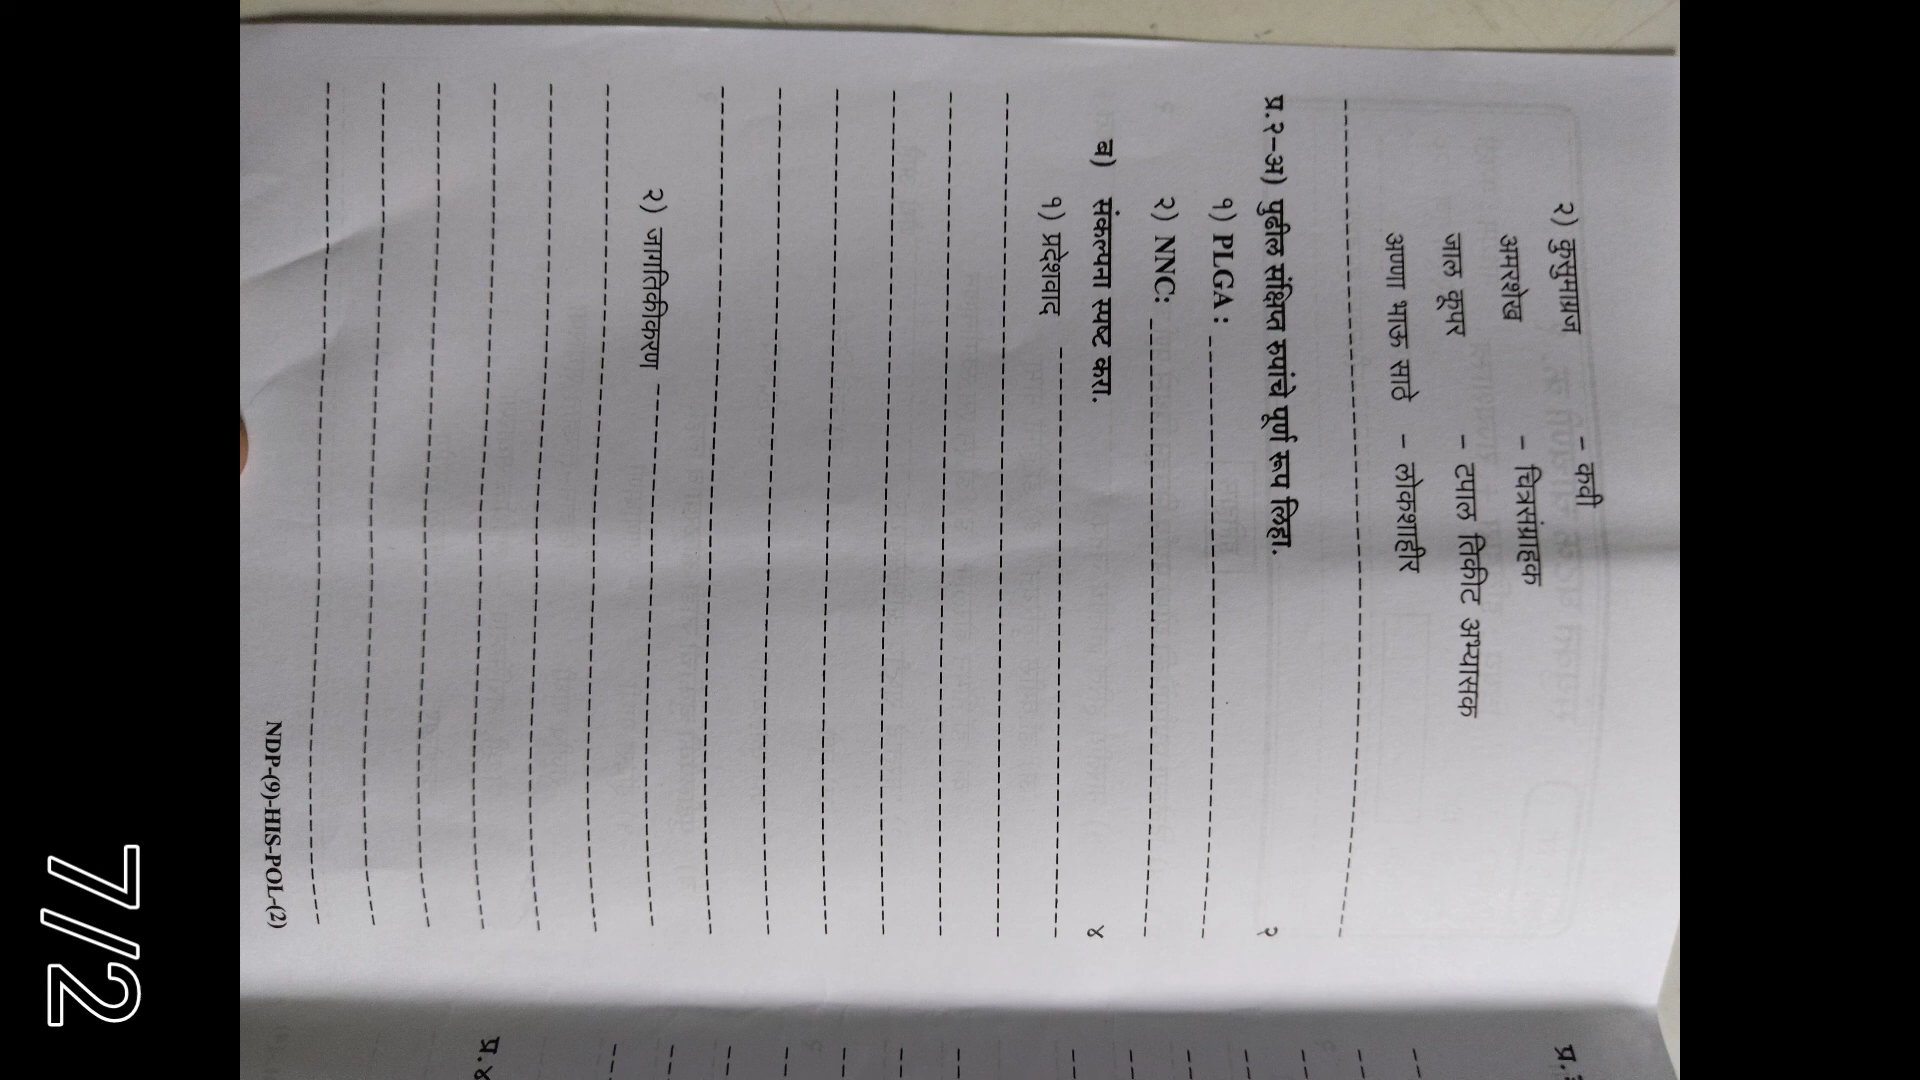 २) कुसुमाग्रज – कवी
अमरशेख – चित्रसंग्राहक
जाल कूपर – टपाल तिकीट अभ्यासक
अण्णा भाऊ साठे – लोकशाहीर
प्र.२–अ) पुढील संक्षिप्त रुपांचे पूर्ण रूप लिहा. २
१) PLGA :
२) NNC:
ब) संकल्पना स्पष्ट करा. ४
१) प्रदेशवाद
२) जागतिकीकरण
NDP-(9)-HIS-POL-(2)
प्र.४
7//2